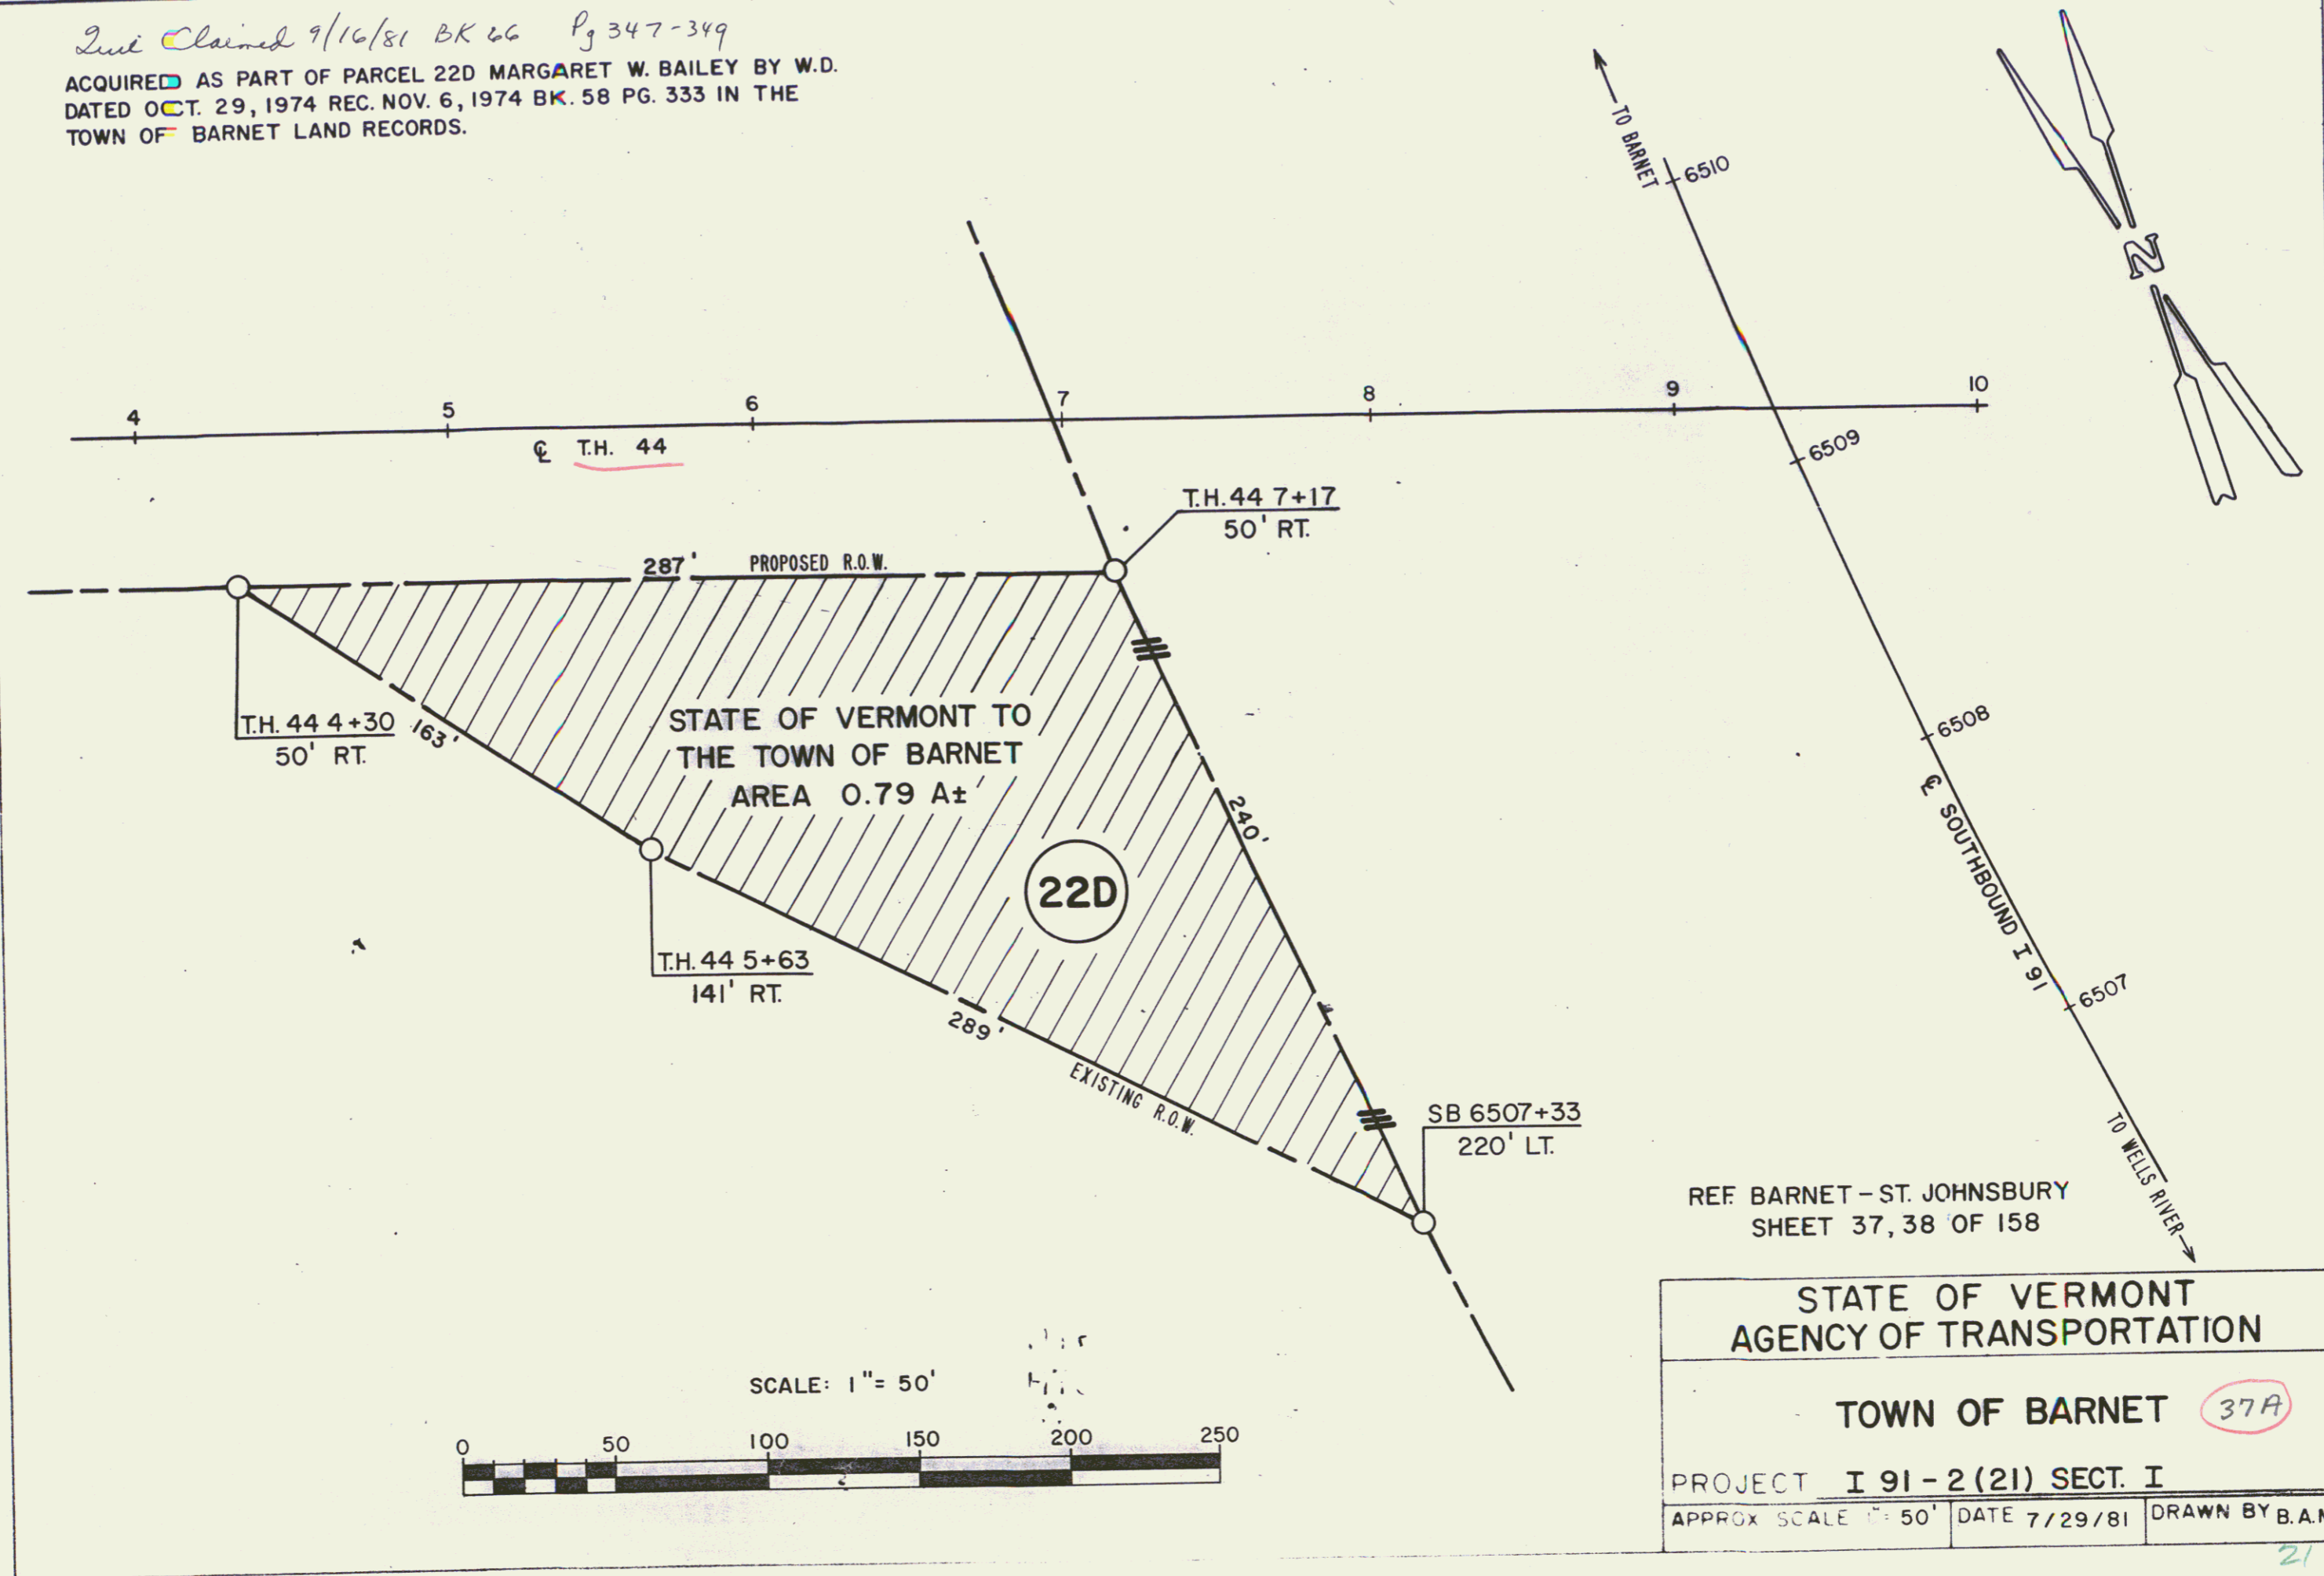 Quit Claimed 9/16/81 BK 66 Pg 347-349
ACQUIRED AS PART OF PARCEL 22D MARGARET W. BAILEY BY W.D.
DATED OCT. 29, 1974 REC. NOV. 6, 1974 BK. 58 PG. 333 IN THE
TOWN OF BARNET LAND RECORDS.
TO BARNET
6510
N
4 5 6 7 8 9 10
℄ T.H. 44
6509
T.H. 44 7+17
50' RT.
287' PROPOSED R.O.W.
T.H. 44 4+30
50' RT.
163'
STATE OF VERMONT TO
THE TOWN OF BARNET
AREA 0.79 A±
240'
22D
6508
℄ SOUTHBOUND I 91
6507
T.H. 44 5+63
141' RT.
289'
EXISTING R.O.W.
SB 6507+33
220' LT.
TO WELLS RIVER
REF. BARNET - ST. JOHNSBURY
SHEET 37, 38 OF 158
SCALE: 1" = 50'
0 50 100 150 200 250
STATE OF VERMONT
AGENCY OF TRANSPORTATION
TOWN OF BARNET 37A
PROJECT I 91-2 (21) SECT. I
APPROX SCALE 1" = 50' DATE 7/29/81 DRAWN BY B.A.
21